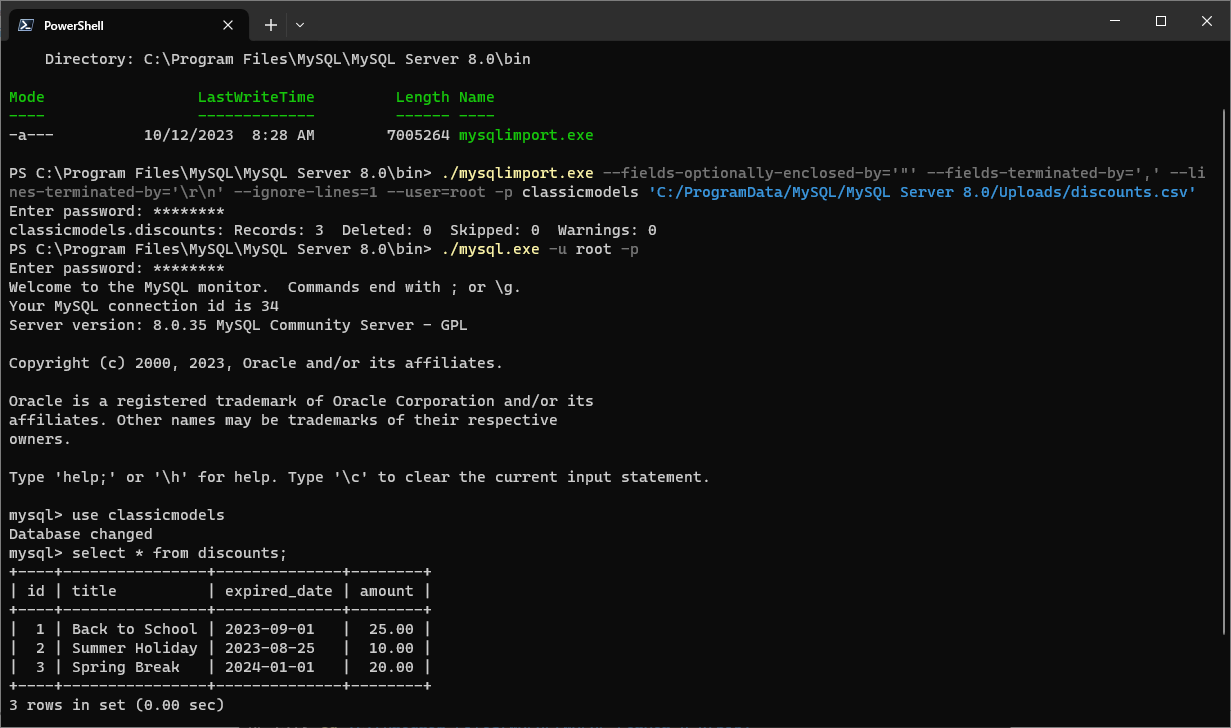 PowerShell
    Directory: C:\Program Files\MySQL\MySQL Server 8.0\bin
Mode                 LastWriteTime         Length Name
----                 -------------         ------ ----
-a---          10/12/2023  8:28 AM        7005264 mysqlimport.exe
PS C:\Program Files\MySQL\MySQL Server 8.0\bin> ./mysqlimport.exe --fields-optionally-enclosed-by='"' --fields-terminated-by=',' --li
nes-terminated-by='\r\n' --ignore-lines=1 --user=root -p classicmodels 'C:/ProgramData/MySQL/MySQL Server 8.0/Uploads/discounts.csv'
Enter password: ********
classicmodels.discounts: Records: 3  Deleted: 0  Skipped: 0  Warnings: 0
PS C:\Program Files\MySQL\MySQL Server 8.0\bin> ./mysql.exe -u root -p
Enter password: ********
Welcome to the MySQL monitor.  Commands end with ; or \g.
Your MySQL connection id is 34
Server version: 8.0.35 MySQL Community Server - GPL
Copyright (c) 2000, 2023, Oracle and/or its affiliates.
Oracle is a registered trademark of Oracle Corporation and/or its
affiliates. Other names may be trademarks of their respective
owners.
Type 'help;' or '\h' for help. Type '\c' to clear the current input statement.
mysql> use classicmodels
Database changed
mysql> select * from discounts;
+----+----------------+--------------+--------+
| id | title          | expired_date | amount |
+----+----------------+--------------+--------+
|  1 | Back to School | 2023-09-01   |  25.00 |
|  2 | Summer Holiday | 2023-08-25   |  10.00 |
|  3 | Spring Break   | 2024-01-01   |  20.00 |
+----+----------------+--------------+--------+
3 rows in set (0.00 sec)